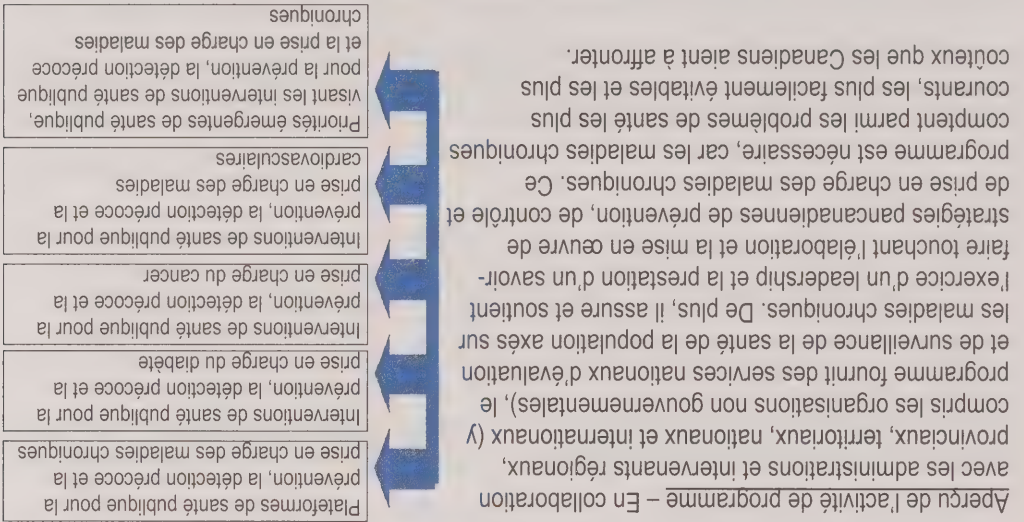 Aperçu de l'activité de programme – En collaboration
avec les administrations et intervenants régionaux,
provinciaux, territoriaux, nationaux et internationaux (y
compris les organisations non gouvernementales), le
programme fournit des services nationaux d'évaluation
et de surveillance de la santé de la population axés sur
les maladies chroniques. De plus, il assure et soutient
l'exercice d'un leadership et la prestation d'un savoir-
faire touchant l'élaboration et la mise en œuvre de
stratégies pancanadiennes de prévention, de contrôle et
de prise en charge des maladies chroniques. Ce
programme est nécessaire, car les maladies chroniques
comptent parmi les problèmes de santé les plus
courants, les plus facilement évitables et les plus
coûteux que les Canadiens aient à affronter.
Plateformes de santé publique pour la
prévention, la détection précoce et la
prise en charge des maladies chroniques
Interventions de santé publique pour la
prévention, la détection précoce et la
prise en charge du diabète
Interventions de santé publique pour la
prévention, la détection précoce et la
prise en charge du cancer
Interventions de santé publique pour la
prévention, la détection précoce et la
prise en charge des maladies
cardiovasculaires
Priorités émergentes de santé publique,
visant les interventions de santé publique
pour la prévention, la détection précoce
et la prise en charge des maladies
chroniques